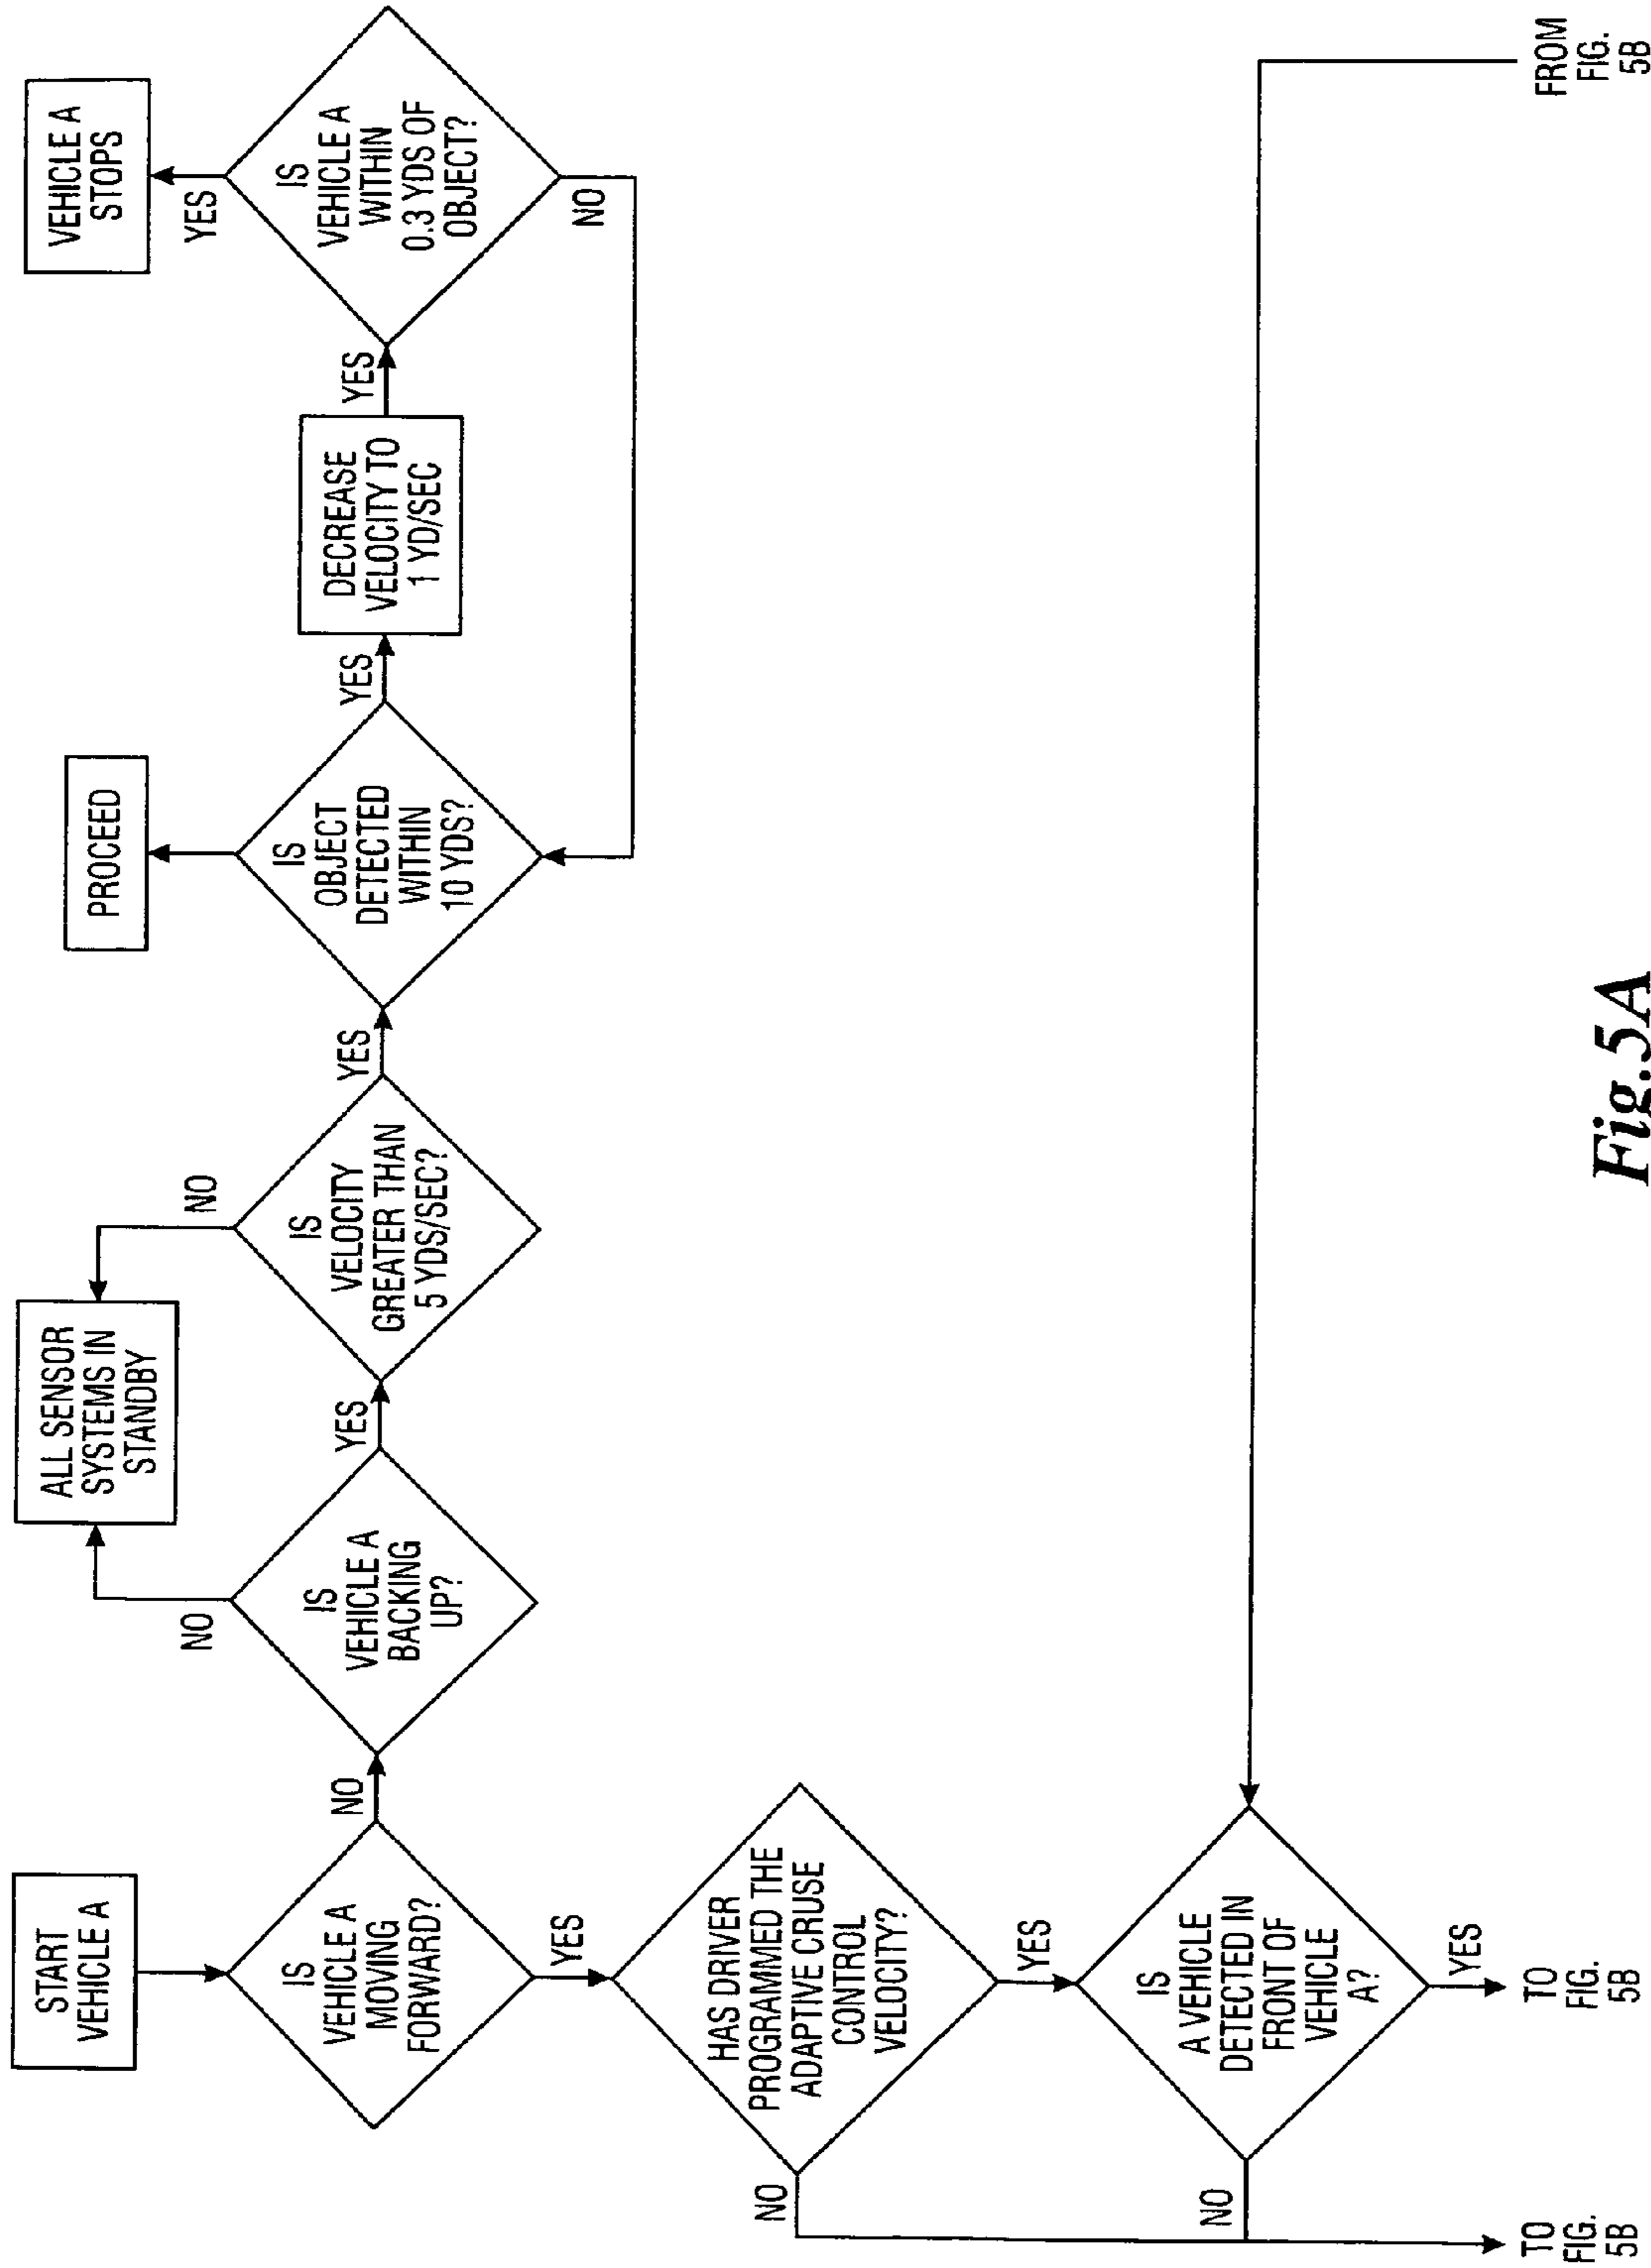 START
VEHICLE A
IS
VEHICLE A
MOVING
FORWARD?
NO
IS
VEHICLE A
BACKING
UP?
NO
ALL SENSOR
SYSTEMS IN
STANDBY
YES
IS
VELOCITY
GREATER THAN
5 YDS/SEC?
NO
YES
IS
OBJECT
DETECTED
WITHIN
10 YDS?
PROCEED
YES
DECREASE
VELOCITY TO
1 YD/SEC
YES
IS
VEHICLE A
WITHIN
0.3 YDS OF
OBJECT?
YES
VEHICLE A
STOPS
NO
YES
HAS DRIVER
PROGRAMMED THE
ADAPTIVE CRUSE
CONTROL
VELOCITY?
NO
YES
IS
A VEHICLE
DETECTED IN
FRONT OF
VEHICLE
A?
NO
YES
TO
FIG.
5B
TO
FIG.
5B
FROM
FIG.
5B
Fig.5A